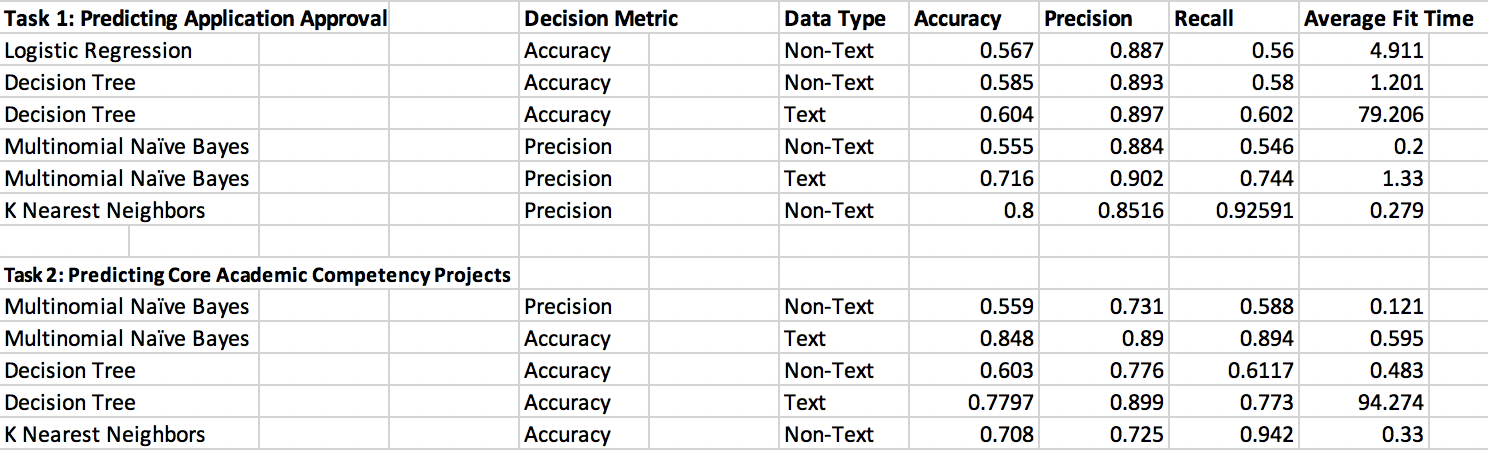 Task 1: Predicting Application Approval Decision Metric Data Type Accuracy Precision Recall Average Fit Time
Logistic Regression Accuracy Non-Text 0.567 0.887 0.56 4.911
Decision Tree Accuracy Non-Text 0.585 0.893 0.58 1.201
Decision Tree Accuracy Text 0.604 0.897 0.602 79.206
Multinomial Naïve Bayes Precision Non-Text 0.555 0.884 0.546 0.2
Multinomial Naïve Bayes Precision Text 0.716 0.902 0.744 1.33
K Nearest Neighbors Precision Non-Text 0.8 0.8516 0.92591 0.279
Task 2: Predicting Core Academic Competency Projects
Multinomial Naïve Bayes Precision Non-Text 0.559 0.731 0.588 0.121
Multinomial Naïve Bayes Accuracy Text 0.848 0.89 0.894 0.595
Decision Tree Accuracy Non-Text 0.603 0.776 0.6117 0.483
Decision Tree Accuracy Text 0.7797 0.899 0.773 94.274
K Nearest Neighbors Accuracy Non-Text 0.708 0.725 0.942 0.33